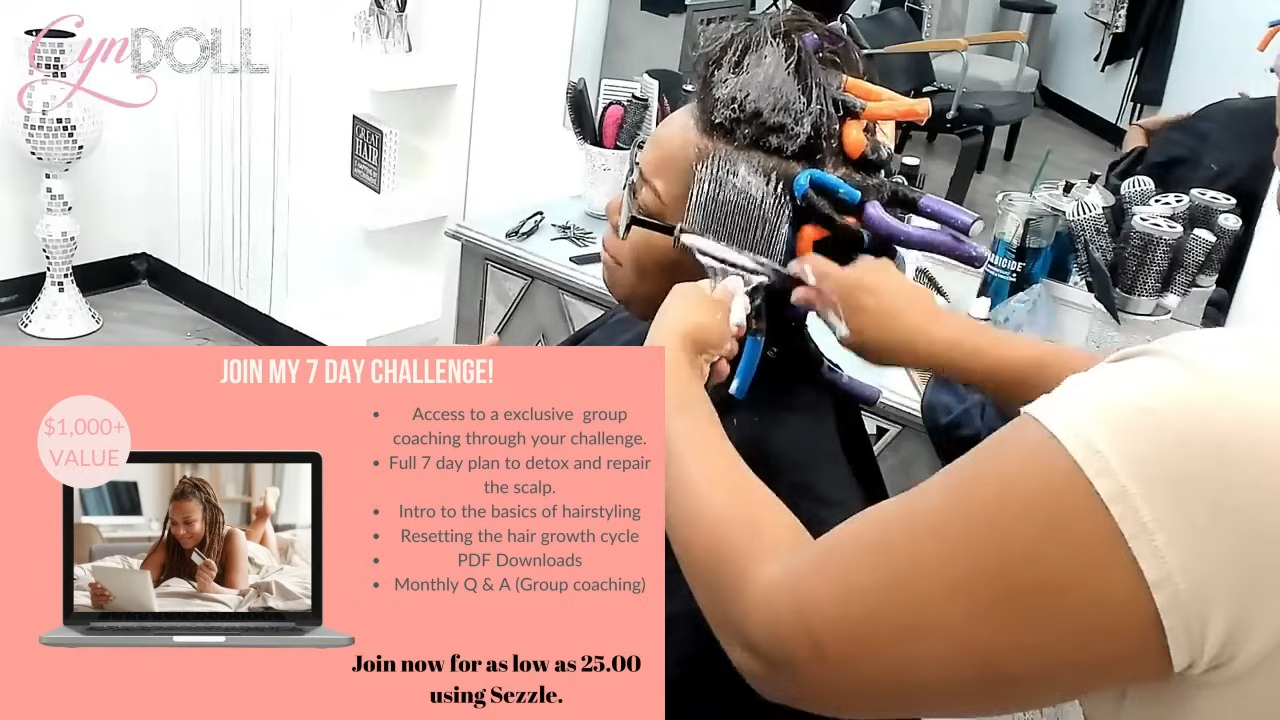 CynDOLL
GREAT
HAIR
BARBICIDE
JOIN MY 7 DAY CHALLENGE!
$1,000+
VALUE
• Access to a exclusive group
coaching through your challenge.
• Full 7 day plan to detox and repair
the scalp.
• Intro to the basics of hairstyling
• Resetting the hair growth cycle
• PDF Downloads
• Monthly Q & A (Group coaching)
Join now for as low as 25.00
using Sezzle.